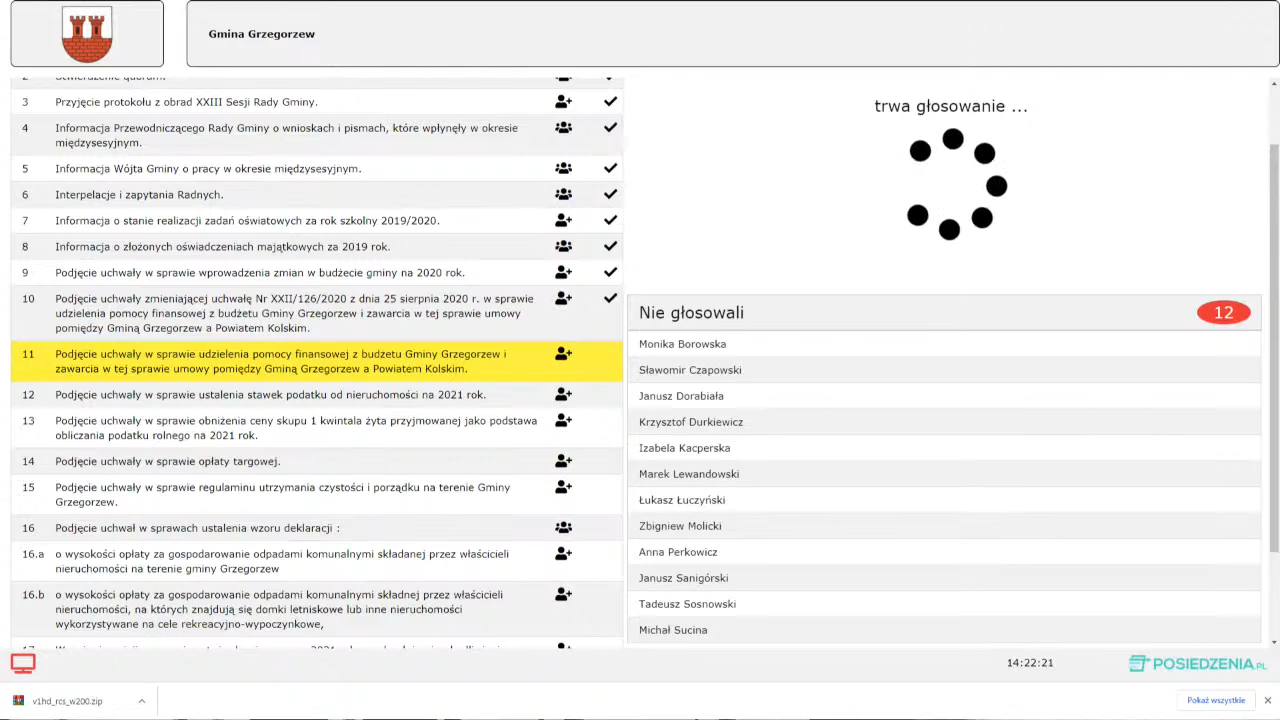 Gmina Grzegorzew
2 Stwierdzenie quorum.
3 Przyjęcie protokołu z obrad XXIII Sesji Rady Gminy.
4 Informacja Przewodniczącego Rady Gminy o wnioskach i pismach, które wpłynęły w okresie
międzysesyjnym.
5 Informacja Wójta Gminy o pracy w okresie międzysesyjnym.
6 Interpelacje i zapytania Radnych.
7 Informacja o stanie realizacji zadań oświatowych za rok szkolny 2019/2020.
8 Informacja o złożonych oświadczeniach majątkowych za 2019 rok.
9 Podjęcie uchwały w sprawie wprowadzenia zmian w budżecie gminy na 2020 rok.
10 Podjęcie uchwały zmieniającej uchwałę Nr XXII/126/2020 z dnia 25 sierpnia 2020 r. w sprawie
udzielenia pomocy finansowej z budżetu Gminy Grzegorzew i zawarcia w tej sprawie umowy
pomiędzy Gminą Grzegorzew a Powiatem Kolskim.
11 Podjęcie uchwały w sprawie udzielenia pomocy finansowej z budżetu Gminy Grzegorzew i
zawarcia w tej sprawie umowy pomiędzy Gminą Grzegorzew a Powiatem Kolskim.
12 Podjęcie uchwały w sprawie ustalenia stawek podatku od nieruchomości na 2021 rok.
13 Podjęcie uchwały w sprawie obniżenia ceny skupu 1 kwintala żyta przyjmowanej jako podstawa
obliczania podatku rolnego na 2021 rok.
14 Podjęcie uchwały w sprawie opłaty targowej.
15 Podjęcie uchwały w sprawie regulaminu utrzymania czystości i porządku na terenie Gminy
Grzegorzew.
16 Podjęcie uchwał w sprawach ustalenia wzoru deklaracji :
16.a o wysokości opłaty za gospodarowanie odpadami komunalnymi składanej przez właścicieli
nieruchomości na terenie gminy Grzegorzew
16.b o wysokości opłaty za gospodarowanie odpadami komunalnymi składnej przez właścicieli
nieruchomości, na których znajdują się domki letniskowe lub inne nieruchomości
wykorzystywane na cele rekreacyjno-wypoczynkowe,
trwa głosowanie ...
Nie głosowali 12
Monika Borowska
Sławomir Czapowski
Janusz Dorabiała
Krzysztof Durkiewicz
Izabela Kacperska
Marek Lewandowski
Łukasz Łuczyński
Zbigniew Molicki
Anna Perkowicz
Janusz Sanigórski
Tadeusz Sosnowski
Michał Sucina
14:22:21
POSIEDZENIA.PL
v1hd_rcs_w200.zip
Pokaż wszystkie